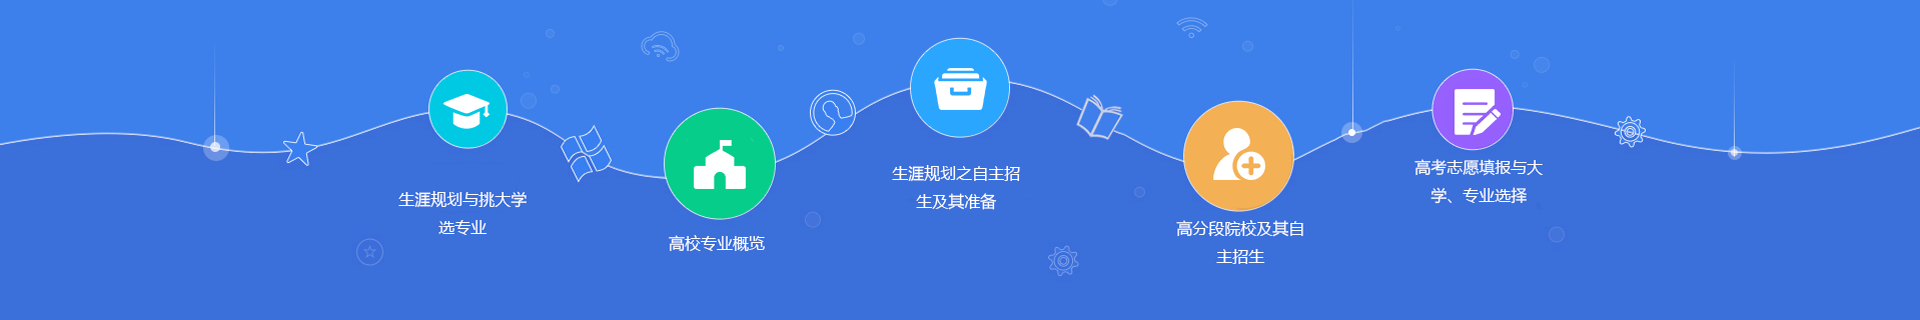 生涯规划与挑大学
选专业
高校专业概览
生涯规划之自主招
生及其准备
高分段院校及其自
主招生
高考志愿填报与大
学、专业选择